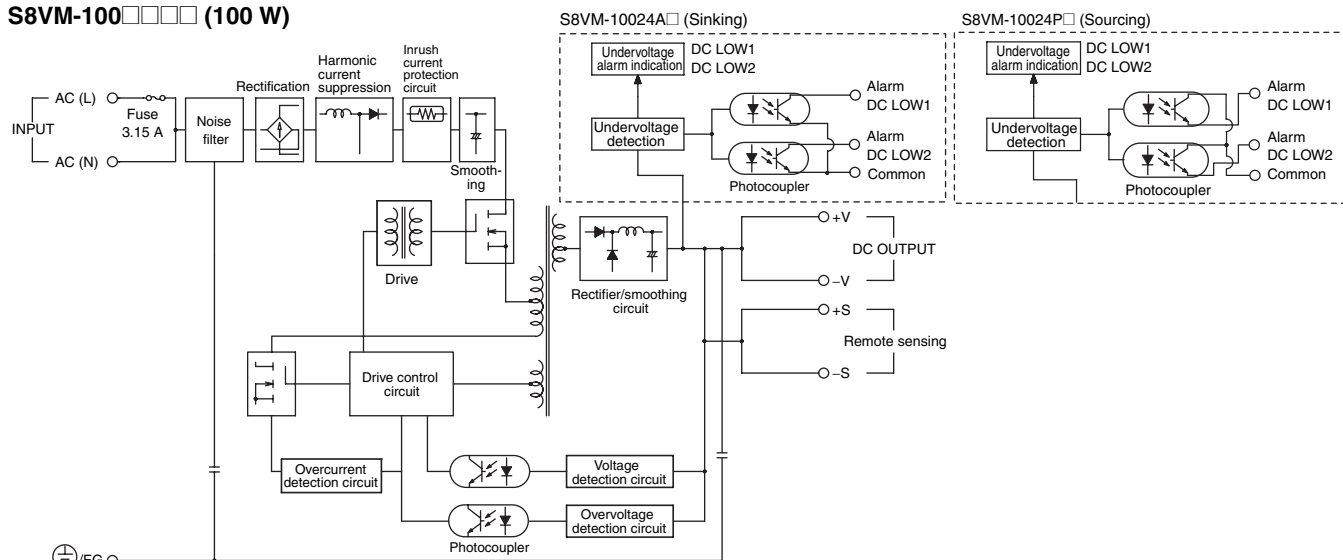 S8VM-100□□□□ (100 W)
S8VM-10024A□ (Sinking)
Undervoltage
alarm indication
DC LOW1
DC LOW2
Undervoltage
detection
Photocoupler
Alarm
DC LOW1
Alarm
DC LOW2
Common
S8VM-10024P□ (Sourcing)
Undervoltage
alarm indication
DC LOW1
DC LOW2
Undervoltage
detection
Photocoupler
Alarm
DC LOW1
Alarm
DC LOW2
Common
INPUT
AC (L)
AC (N)
Fuse
3.15 A
Noise
filter
Rectification
Harmonic
current
suppression
Inrush
current
protection
circuit
Smooth-
ing
Drive
Rectifier/smoothing
circuit
+V
DC OUTPUT
−V
+S
Remote sensing
−S
Drive control
circuit
Overcurrent
detection circuit
Voltage
detection circuit
Overvoltage
detection circuit
Photocoupler
/FG